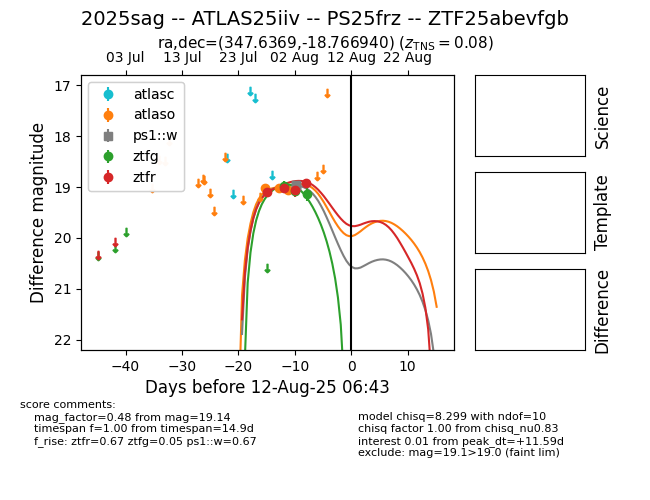 2025sag -- ATLAS25iiv -- PS25frz -- ZTF25abevfgb
ra,dec=(347.6369,-18.766940) (z_TNS = 0.08)
03 Jul 13 Jul 23 Jul 02 Aug 12 Aug 22 Aug
17
18
19
20
21
22
Difference magnitude
atlasc
atlaso
ps1::w
ztfg
ztfr
−40 −30 −20 −10 0 10
Days before 12-Aug-25 06:43
Science
Template
Difference
score comments:
mag_factor=0.48 from mag=19.14
timespan f=1.00 from timespan=14.9d
f_rise: ztfr=0.67 ztfg=0.05 ps1::w=0.67
model chisq=8.299 with ndof=10
chisq factor 1.00 from chisq_nu0.83
interest 0.01 from peak_dt=+11.59d
exclude: mag=19.1>19.0 (faint lim)